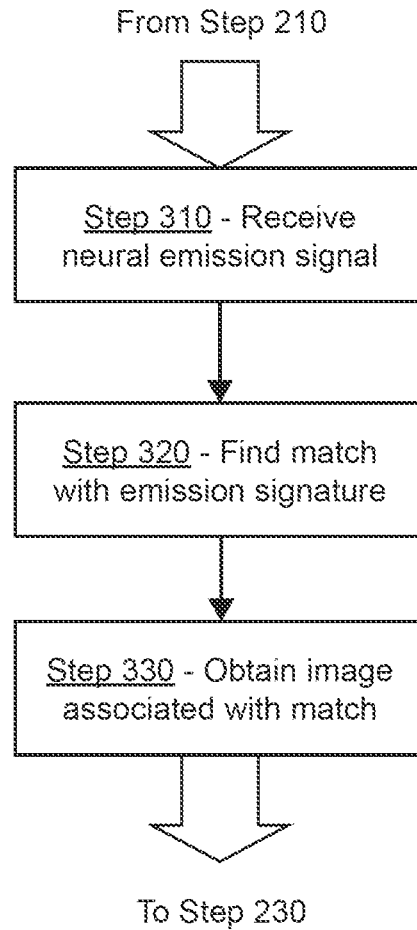 From Step 210
Step 310 - Receive
neural emission signal
Step 320 - Find match
with emission signature
Step 330 - Obtain image
associated with match
To Step 230